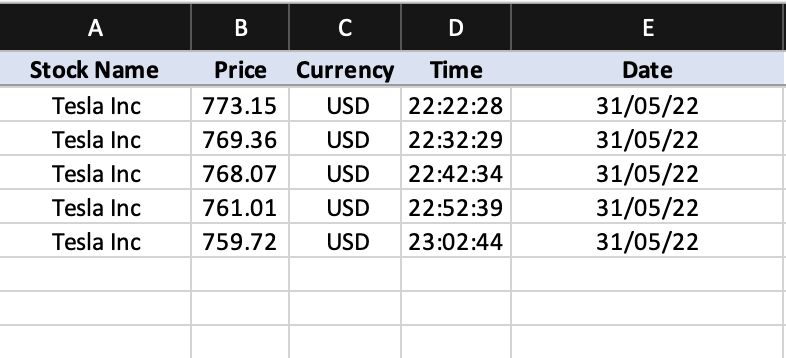 A B C D E
Stock Name Price Currency Time Date
Tesla Inc 773.15 USD 22:22:28 31/05/22
Tesla Inc 769.36 USD 22:32:29 31/05/22
Tesla Inc 768.07 USD 22:42:34 31/05/22
Tesla Inc 761.01 USD 22:52:39 31/05/22
Tesla Inc 759.72 USD 23:02:44 31/05/22